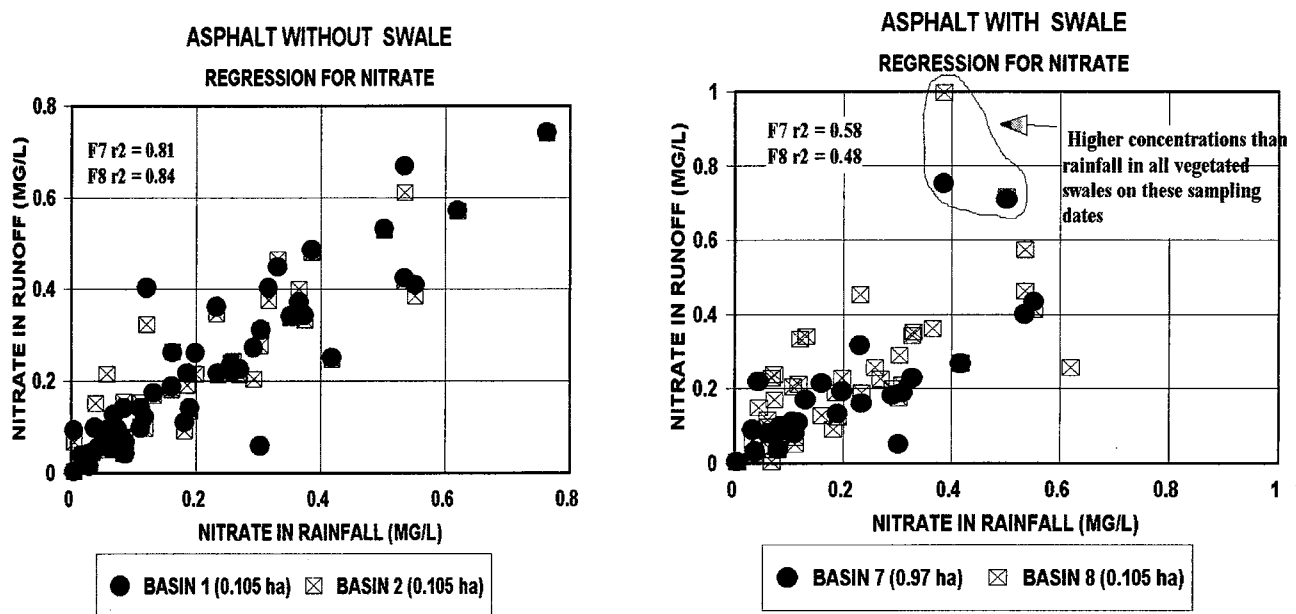 ASPHALT WITHOUT SWALE
REGRESSION FOR NITRATE
NITRATE IN RUNOFF (MG/L)
0.8
0.6
0.4
0.2
0
F7 r2 = 0.81
F8 r2 = 0.84
0
0.2
0.4
0.6
0.8
NITRATE IN RAINFALL (MG/L)
BASIN 1 (0.105 ha) BASIN 2 (0.105 ha)
ASPHALT WITH SWALE
REGRESSION FOR NITRATE
NITRATE IN RUNOFF (MG/L)
1
0.8
0.6
0.4
0.2
0
F7 r2 = 0.58
F8 r2 = 0.48
Higher concentrations than
rainfall in all vegetated
swales on these sampling
dates
0
0.2
0.4
0.6
0.8
1
NITRATE IN RAINFALL (MG/L)
BASIN 7 (0.97 ha) BASIN 8 (0.105 ha)